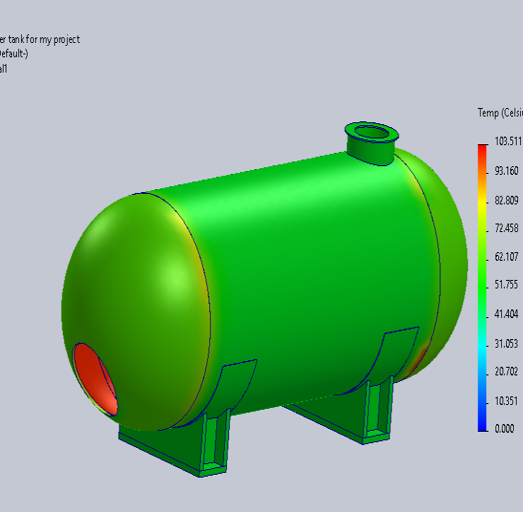 er tank for my project
Default-)
al1
Temp (Celsi
103.511
93.160
82.809
72.458
62.107
51.755
41.404
31.053
20.702
10.351
0.000